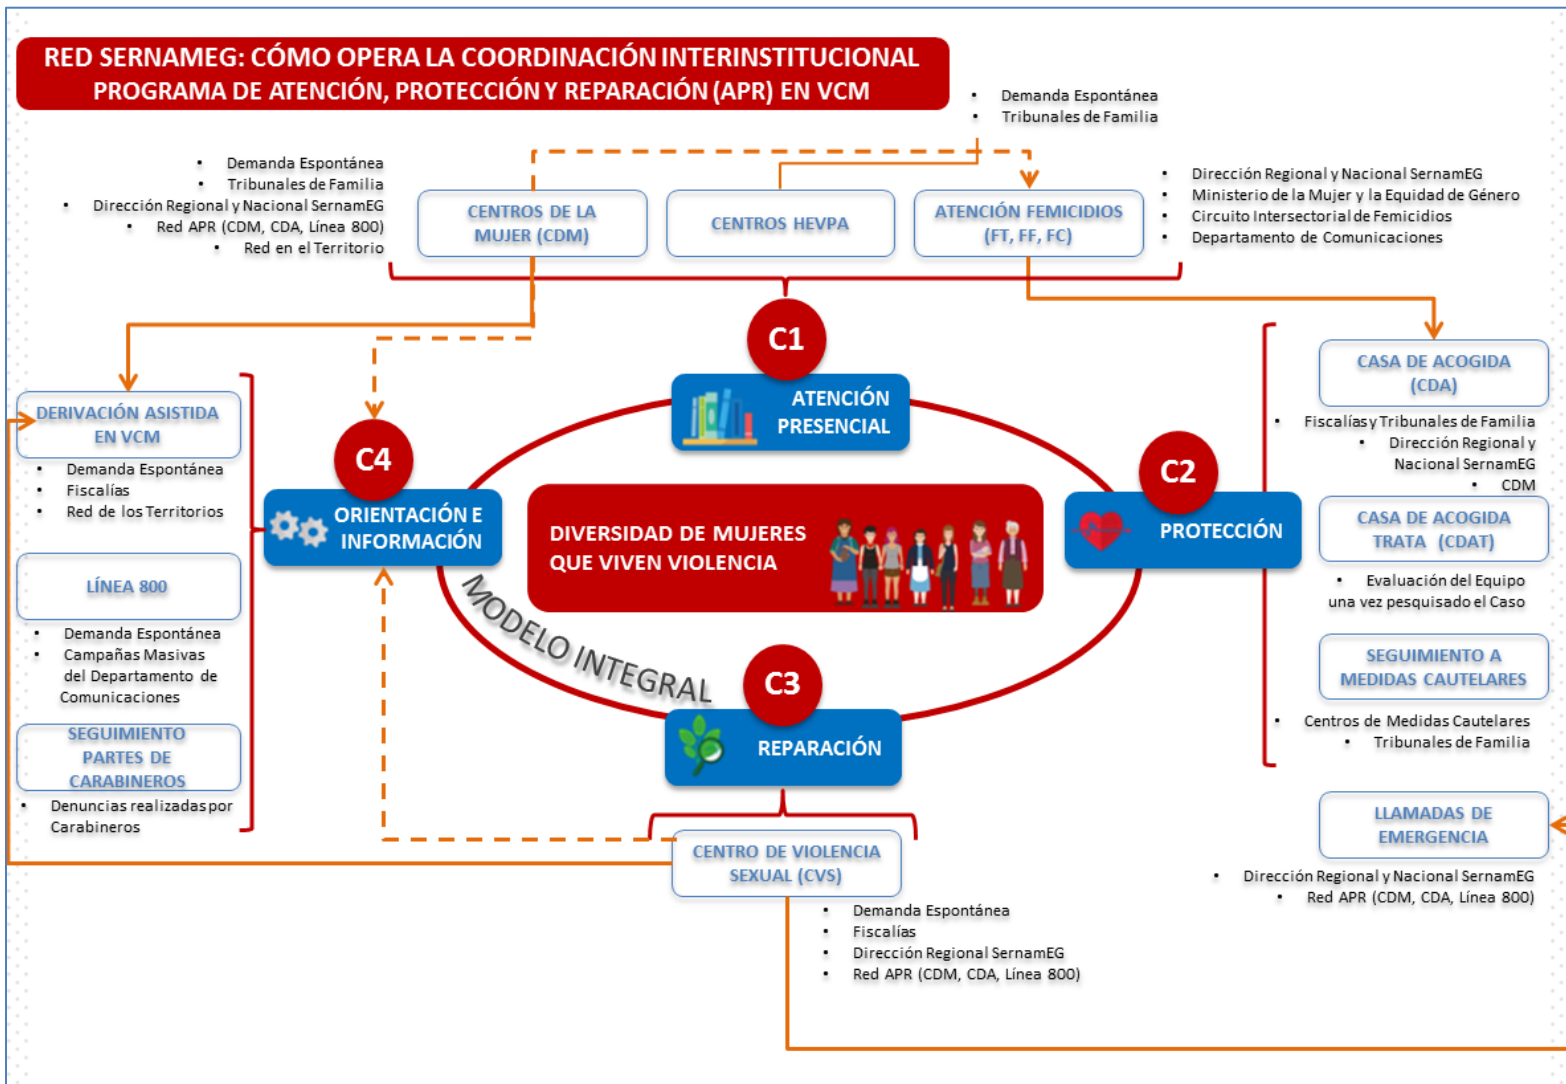 RED SERNAMEG: CÓMO OPERA LA COORDINACIÓN INTERINSTITUCIONAL
PROGRAMA DE ATENCIÓN, PROTECCIÓN Y REPARACIÓN (APR) EN VCM
• Demanda Espontánea
• Tribunales de Familia
• Demanda Espontánea
• Tribunales de Familia
• Dirección Regional y Nacional SernamEG
• Red APR (CDM, CDA, Línea 800)
• Red en el Territorio
CENTROS DE LA
MUJER (CDM)
CENTROS HEVPA
ATENCIÓN FEMICIDIOS
(FT, FF, FC)
• Dirección Regional y Nacional SernamEG
• Ministerio de la Mujer y la Equidad de Género
• Circuito Intersectorial de Femicidios
• Departamento de Comunicaciones
C1
ATENCIÓN
PRESENCIAL
DERIVACIÓN ASISTIDA
EN VCM
• Demanda Espontánea
• Fiscalías
• Red de los Territorios
LÍNEA 800
• Demanda Espontánea
• Campañas Masivas
del Departamento de
Comunicaciones
SEGUIMIENTO
PARTES DE
CARABINEROS
• Denuncias realizadas por
Carabineros
C4
ORIENTACIÓN E
INFORMACIÓN
DIVERSIDAD DE MUJERES
QUE VIVEN VIOLENCIA
MODELO INTEGRAL
C2
PROTECCIÓN
CASA DE ACOGIDA
(CDA)
• Fiscalías y Tribunales de Familia
• Dirección Regional y
Nacional SernamEG
• CDM
CASA DE ACOGIDA
TRATA (CDAT)
• Evaluación del Equipo
una vez pesquisado el Caso
SEGUIMIENTO A
MEDIDAS CAUTELARES
• Centros de Medidas Cautelares
• Tribunales de Familia
LLAMADAS DE
EMERGENCIA
• Dirección Regional y Nacional SernamEG
• Red APR (CDM, CDA, Línea 800)
C3
REPARACIÓN
CENTRO DE VIOLENCIA
SEXUAL (CVS)
• Demanda Espontánea
• Fiscalías
• Dirección Regional SernamEG
• Red APR (CDM, CDA, Línea 800)